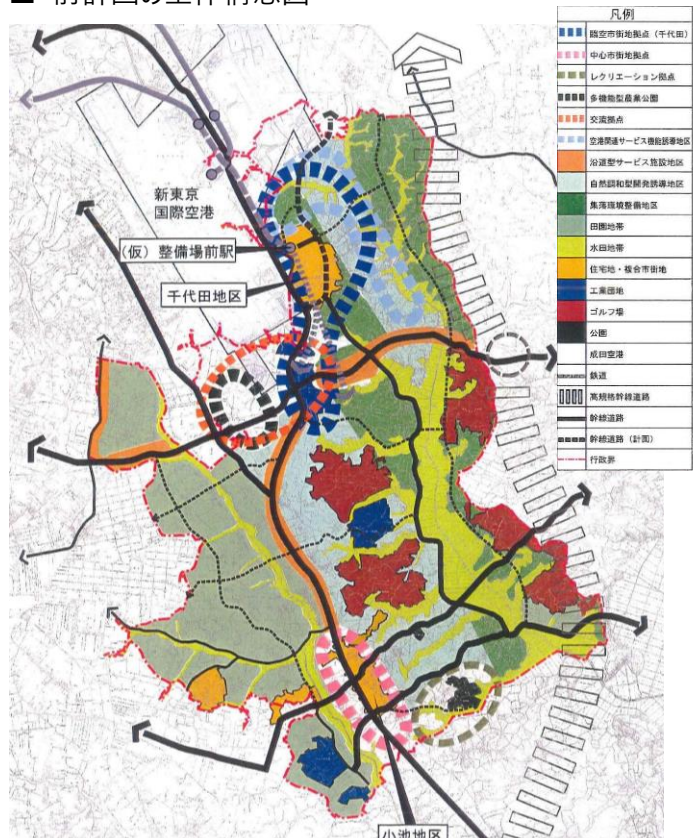 ■ 前計画の全体構想図
凡例
臨空市街地拠点（千代田）
中心市街地拠点
レクリエーション拠点
多機能型農業公園
交流拠点
空港関連サービス機能誘導地区
沿道型サービス施設地区
自然調和型開発誘導地区
集落環境整備地区
田園地帯
水田地帯
住宅地・複合市街地
工業団地
ゴルフ場
公園
成田空港
鉄道
高規格幹線道路
幹線道路
幹線道路（計画）
行政界
新東京
国際空港
（仮）整備場前駅
千代田地区
小池地区